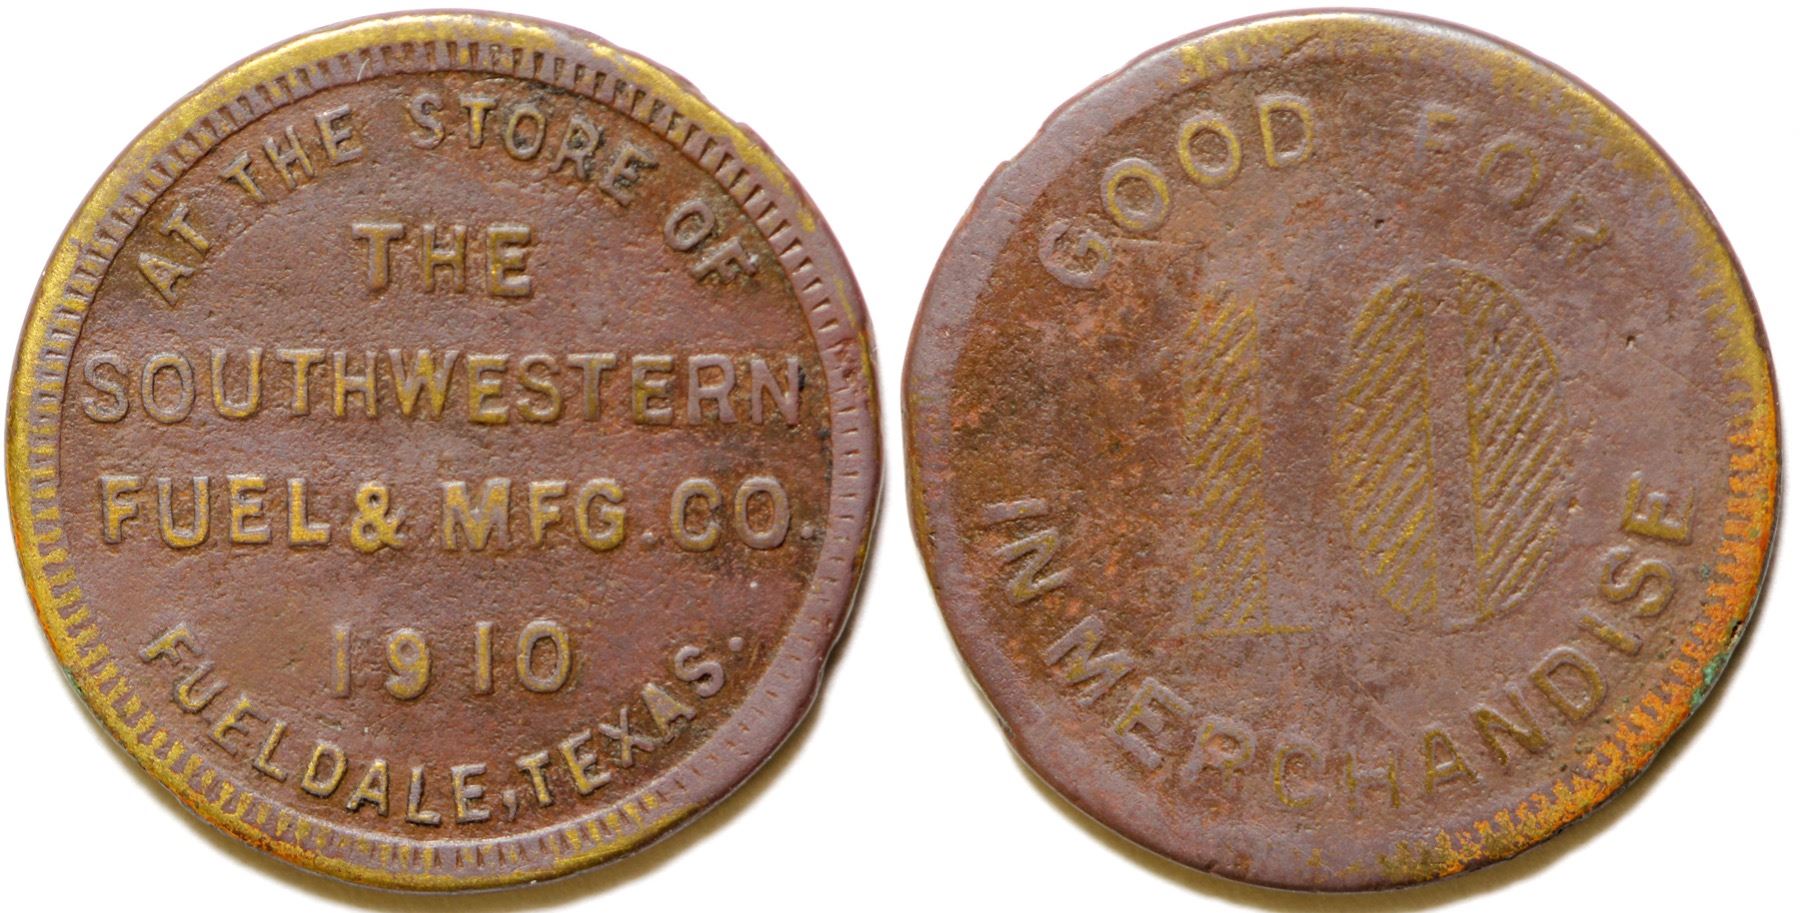 AT THE STORE OF
THE
SOUTHWESTERN
FUEL & MFG. CO.
1910
FUELDALE, TEXAS.
GOOD FOR
10
IN MERCHANDISE